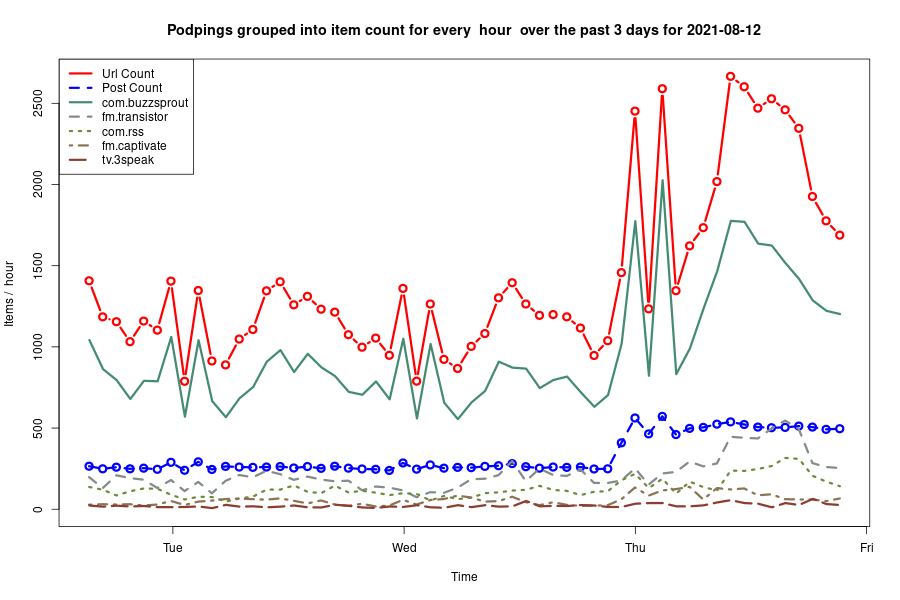 Podpings grouped into item count for every  hour  over the past 3 days for 2021-08-12
Url Count
Post Count
com.buzzsprout
fm.transistor
com.rss
fm.captivate
tv.3speak
Items /  hour
2500
2000
1500
1000
500
0
Tue
Wed
Thu
Fri
Time